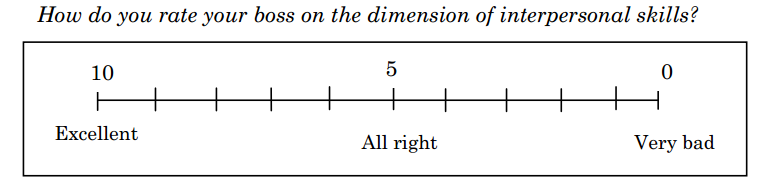 How do you rate your boss on the dimension of interpersonal skills?
10 5 0
Excellent All right Very bad